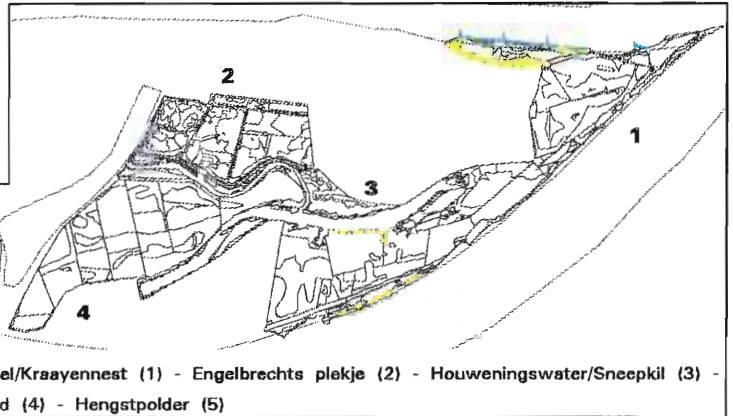 2
1
3
4
el/Kraayennest (1) - Engelbrechts plekje (2) - Houweningswater/Sneepkil (3) -
d (4) - Hengstpolder (5)